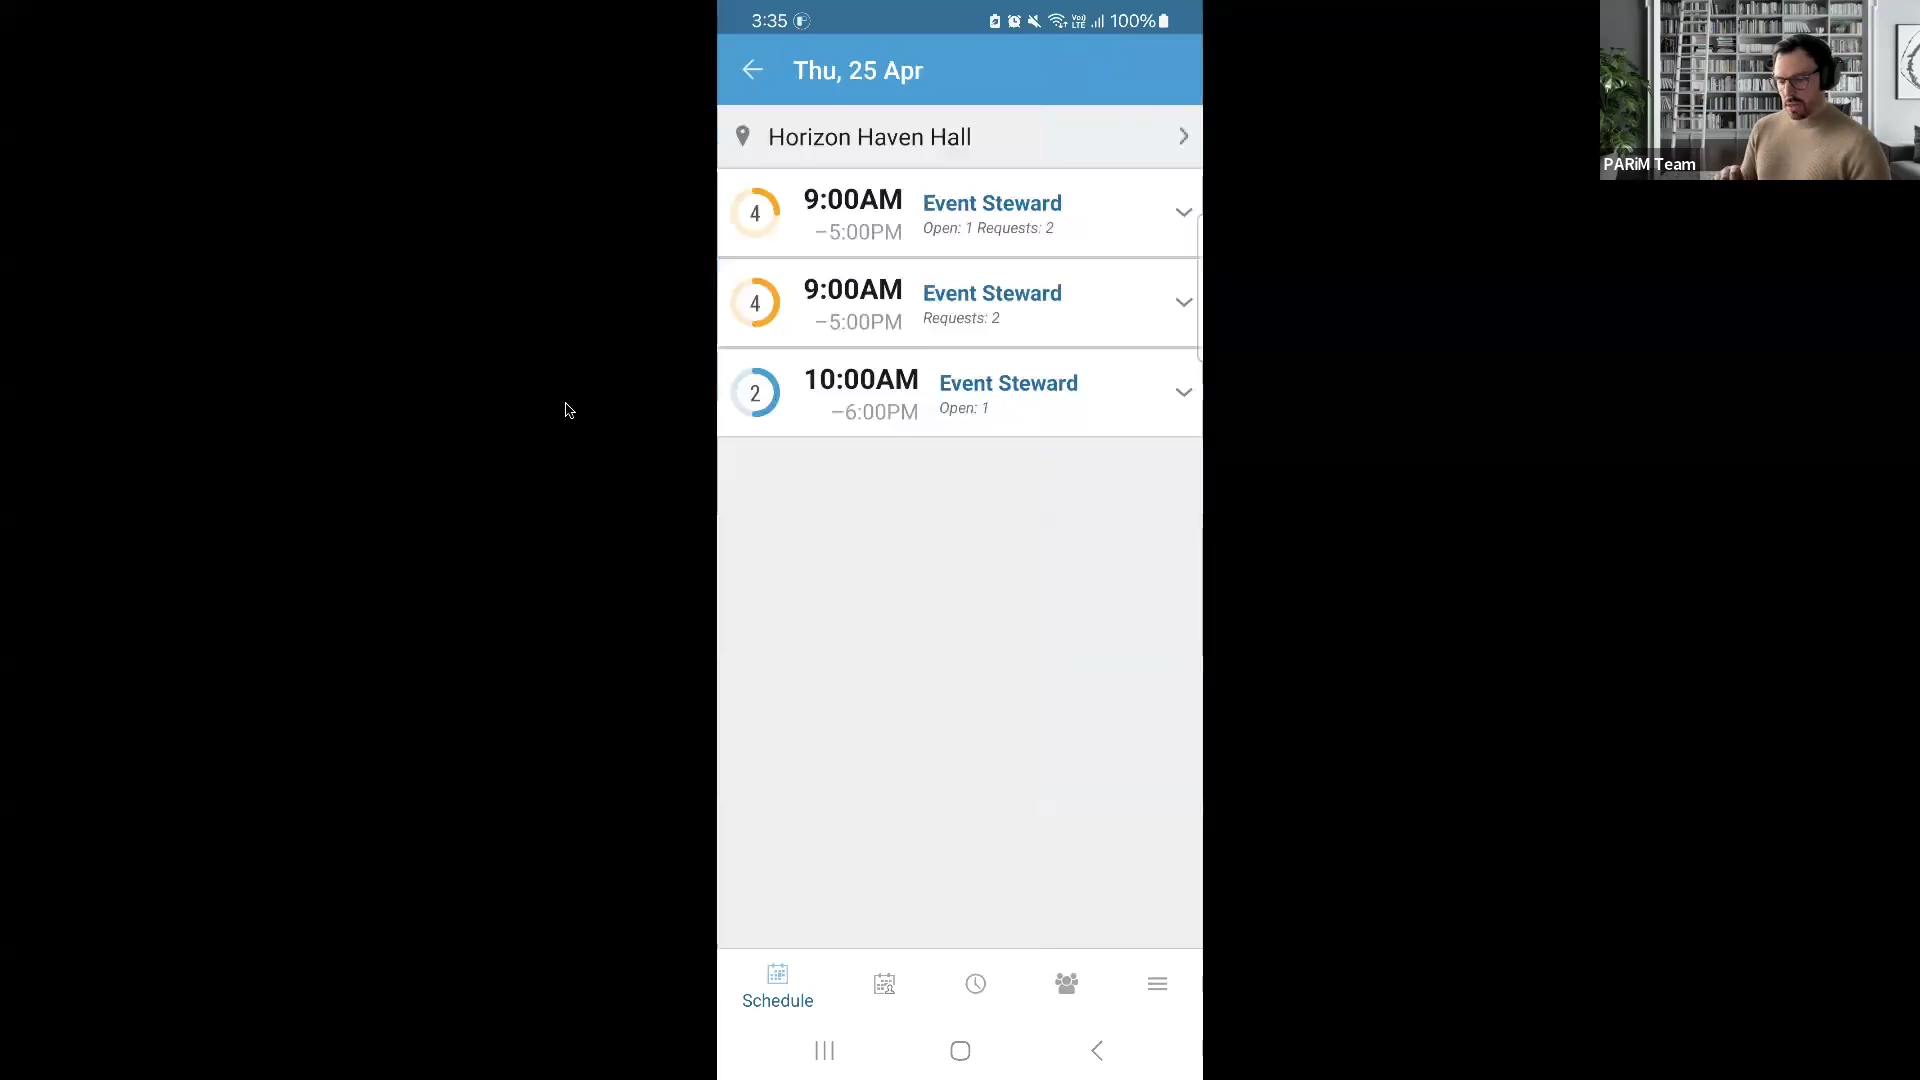 3:35
Vo)) LTE 100%
Thu, 25 Apr
Horizon Haven Hall
4 9:00AM Event Steward
–5:00PM Open: 1 Requests: 2
4 9:00AM Event Steward
–5:00PM Requests: 2
2 10:00AM Event Steward
–6:00PM Open: 1
Schedule
PARiM Team